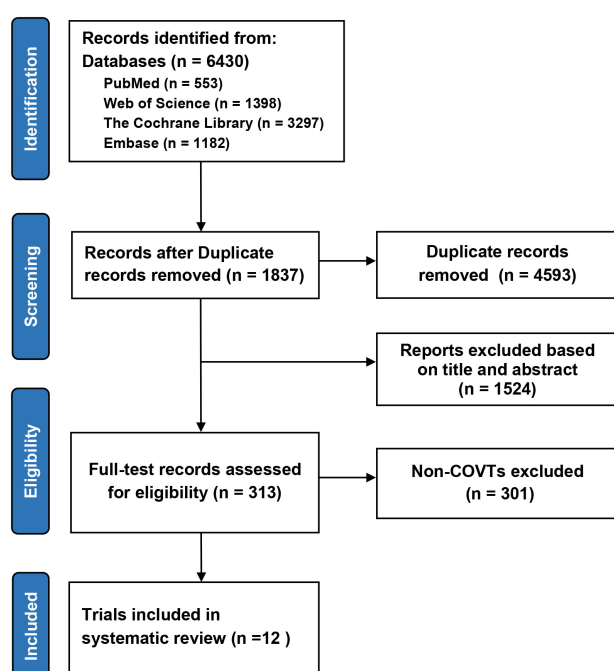 Identification
Records identified from:
Databases (n = 6430)
PubMed (n = 553)
Web of Science (n = 1398)
The Cochrane Library (n = 3297)
Embase (n = 1182)
Screening
Records after Duplicate
records removed (n = 1837)
Duplicate records
removed (n = 4593)
Reports excluded based
on title and abstract
(n = 1524)
Eligibility
Full-test records assessed
for eligibility (n = 313)
Non-COVTs excluded
(n = 301)
Included
Trials included in
systematic review (n =12 )